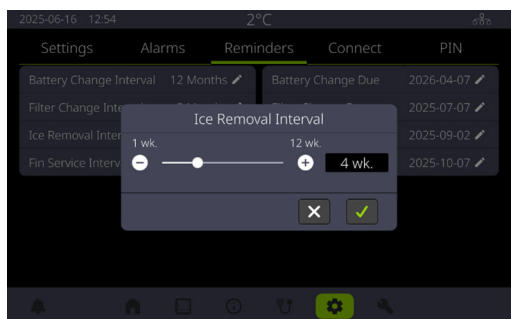 2025-06-16 12:54 2°C
Settings Alarms Reminders Connect PIN
Battery Change Interval 12 Months Battery Change Due 2026-04-07
Filter Change 2025-07-07
Ice Removal Inter 2025-09-02
Fin Service Interv 2025-10-07
Ice Removal Interval
1 wk. 12 wk.
4 wk.